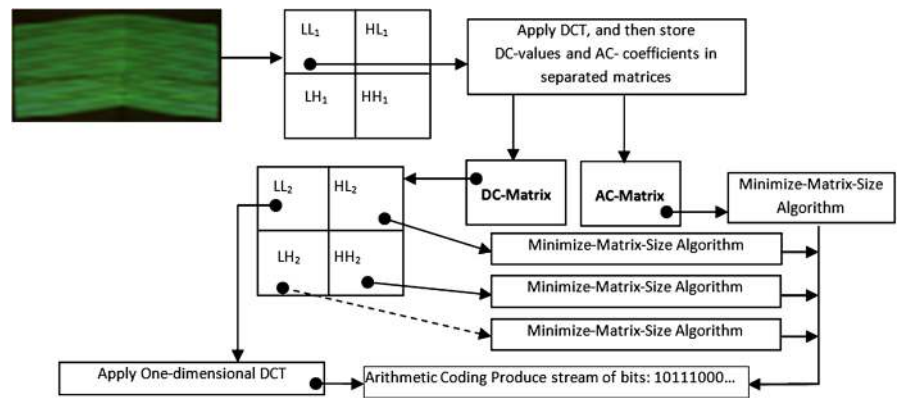 LL₁ HL₁
LH₁ HH₁
Apply DCT, and then store
DC-values and AC- coefficients in
separated matrices
LL₂ HL₂
LH₂ HH₂
DC-Matrix
AC-Matrix
Minimize-Matrix-Size
Algorithm
Minimize-Matrix-Size Algorithm
Minimize-Matrix-Size Algorithm
Minimize-Matrix-Size Algorithm
Apply One-dimensional DCT
Arithmetic Coding Produce stream of bits: 10111000…